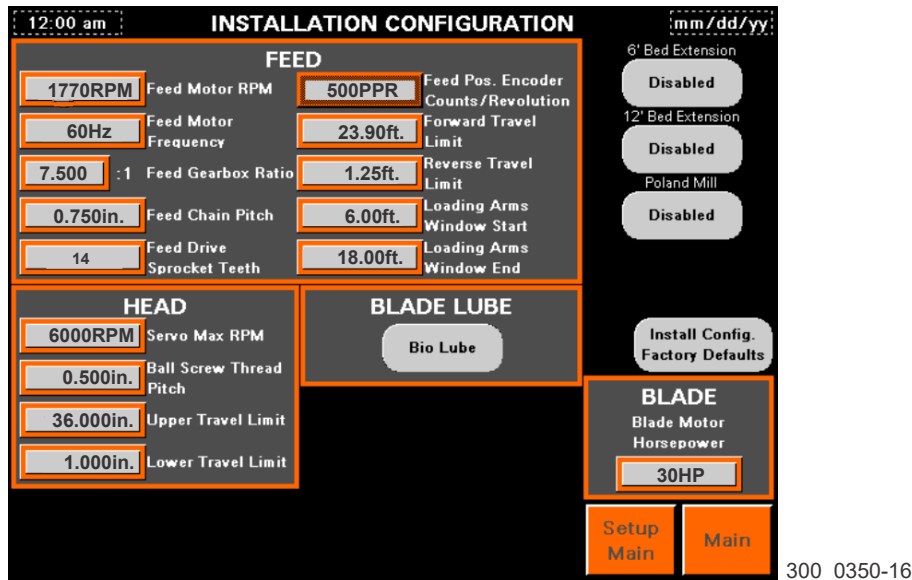 12:00 am
INSTALLATION CONFIGURATION
mm/dd/yy
FEED
1770RPM
Feed Motor RPM
60Hz
Feed Motor
Frequency
7.500 :1
Feed Gearbox Ratio
0.750in.
Feed Chain Pitch
14
Feed Drive
Sprocket Teeth
500PPR
Feed Pos. Encoder
Counts/Revolution
23.90ft.
Forward Travel
Limit
1.25ft.
Reverse Travel
Limit
6.00ft.
Loading Arms
Window Start
18.00ft.
Loading Arms
Window End
6' Bed Extension
Disabled
12' Bed Extension
Disabled
Poland Mill
Disabled
HEAD
6000RPM
Servo Max RPM
0.500in.
Ball Screw Thread
Pitch
36.000in.
Upper Travel Limit
1.000in.
Lower Travel Limit
BLADE LUBE
Bio Lube
Install Config.
Factory Defaults
BLADE
Blade Motor
Horsepower
30HP
Setup
Main
Main
300_0350-16